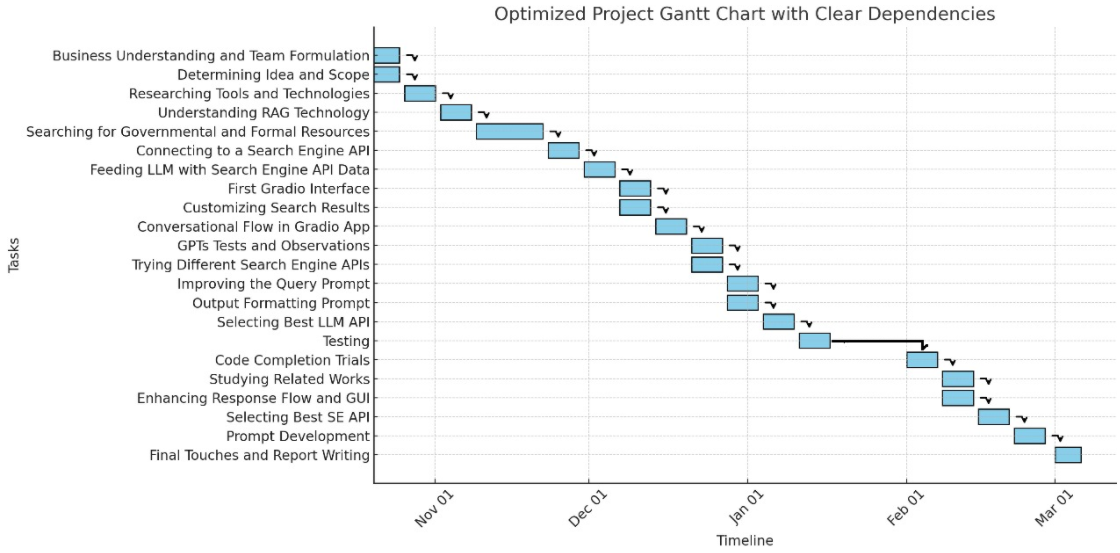 Optimized Project Gantt Chart with Clear Dependencies
Tasks
Business Understanding and Team Formulation
Determining Idea and Scope
Researching Tools and Technologies
Understanding RAG Technology
Searching for Governmental and Formal Resources
Connecting to a Search Engine API
Feeding LLM with Search Engine API Data
First Gradio Interface
Customizing Search Results
Conversational Flow in Gradio App
GPTs Tests and Observations
Trying Different Search Engine APIs
Improving the Query Prompt
Output Formatting Prompt
Selecting Best LLM API
Testing
Code Completion Trials
Studying Related Works
Enhancing Response Flow and GUI
Selecting Best SE API
Prompt Development
Final Touches and Report Writing
Nov 01
Dec 01
Jan 01
Feb 01
Mar 01
Timeline